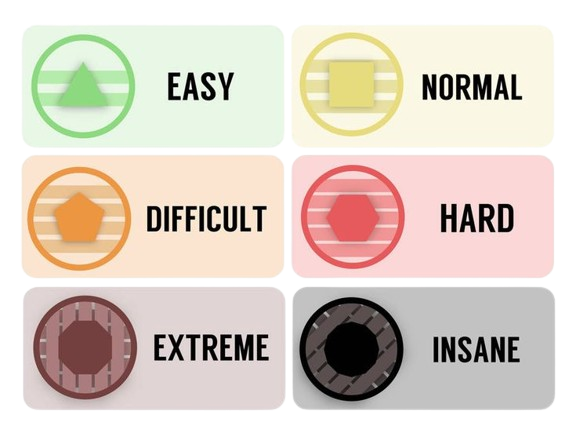 EASY
NORMAL
DIFFICULT
HARD
EXTREME
INSANE